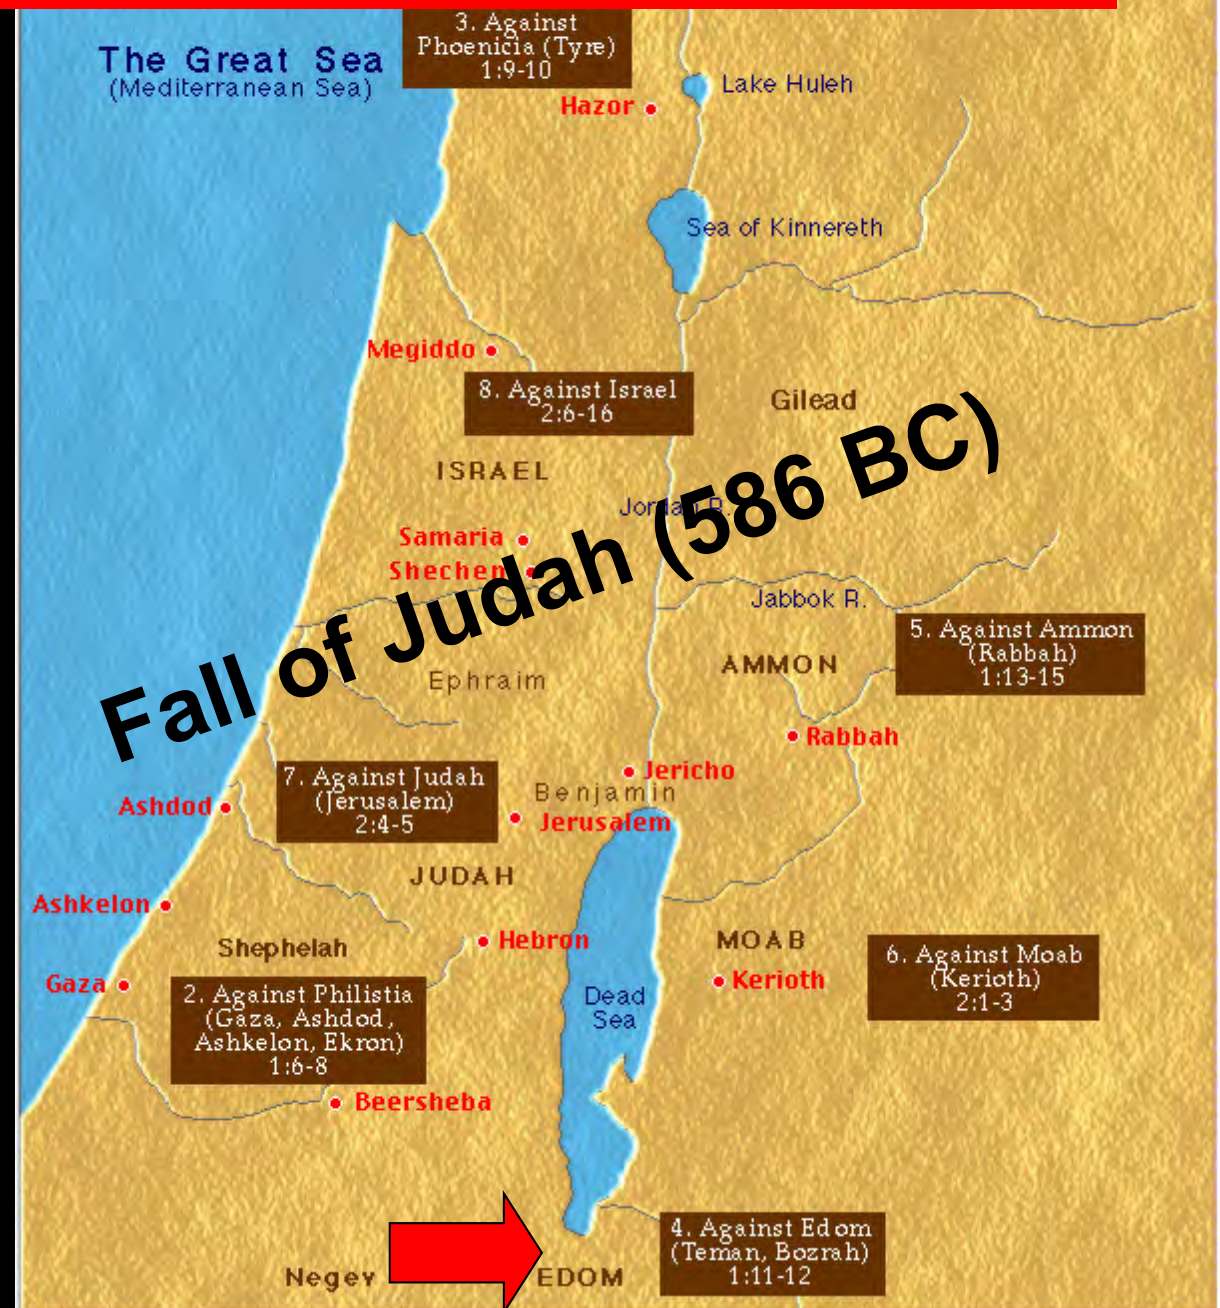 3. Against
Phoenicia (Tyre)
1:9-10
The Great Sea
(Mediterranean Sea)
Lake Huleh
Hazor
Sea of Kinnereth
Megiddo
8. Against Israel
2:6-16
Gilead
ISRAEL
Jordan R.
Samaria
Shechem
Fall of Judah (586 BC)
Jabbok R.
5. Against Ammon
(Rabbah)
1:13-15
AMMON
Ephraim
Rabbah
Jericho
7. Against Judah
(Jerusalem)
2:4-5
Benjamin
Ashdod
Jerusalem
JUDAH
Ashkelon
Shephelah
Hebron
MOAB
6. Against Moab
(Kerioth)
2:1-3
Gaza
Kerioth
2. Against Philistia
(Gaza, Ashdod,
Ashkelon, Ekron)
1:6-8
Dead
Sea
Beersheba
4. Against Edom
(Teman, Bozrah)
1:11-12
Negev
EDOM